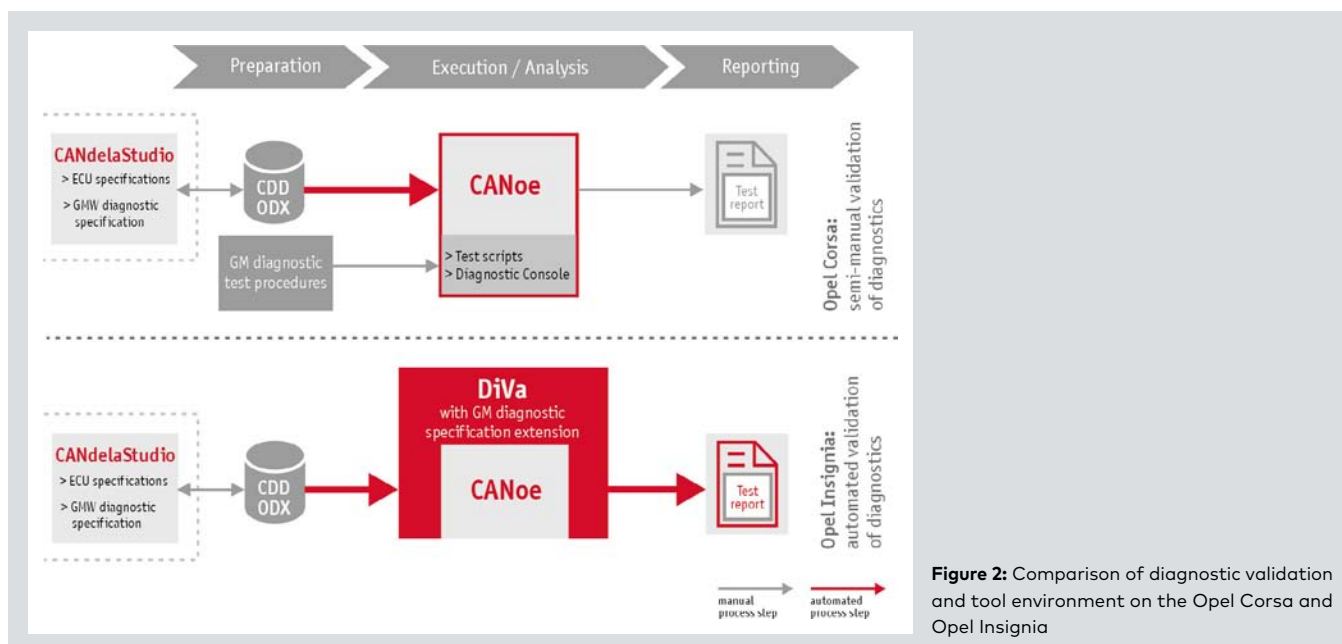 Preparation
Execution / Analysis
Reporting
CANdelaStudio
> ECU specifications
> GMW diagnostic
specification
CDD
ODX
GM diagnostic
test procedures
CANoe
> Test scripts
> Diagnostic Console
Test
report
Opel Corsa:
semi-manual validation
of diagnostics
CANdelaStudio
> ECU specifications
> GMW diagnostic
specification
CDD
ODX
DiVa
with GM diagnostic
specification extension
CANoe
Test
report
Opel Insignia:
automated validation
of diagnostics
manual
process step
automated
process step
Figure 2: Comparison of diagnostic validation
and tool environment on the Opel Corsa and
Opel Insignia